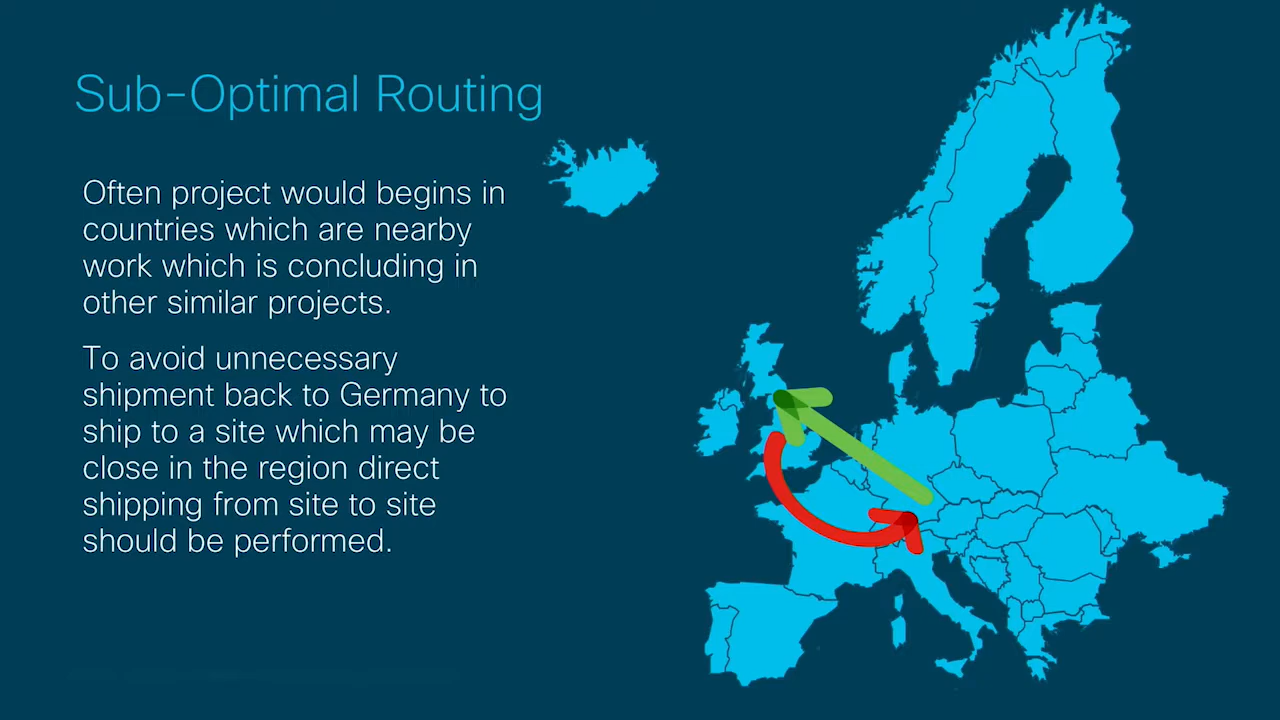 Sub-Optimal Routing
Often project would begins in
countries which are nearby
work which is concluding in
other similar projects.
To avoid unnecessary
shipment back to Germany to
ship to a site which may be
close in the region direct
shipping from site to site
should be performed.